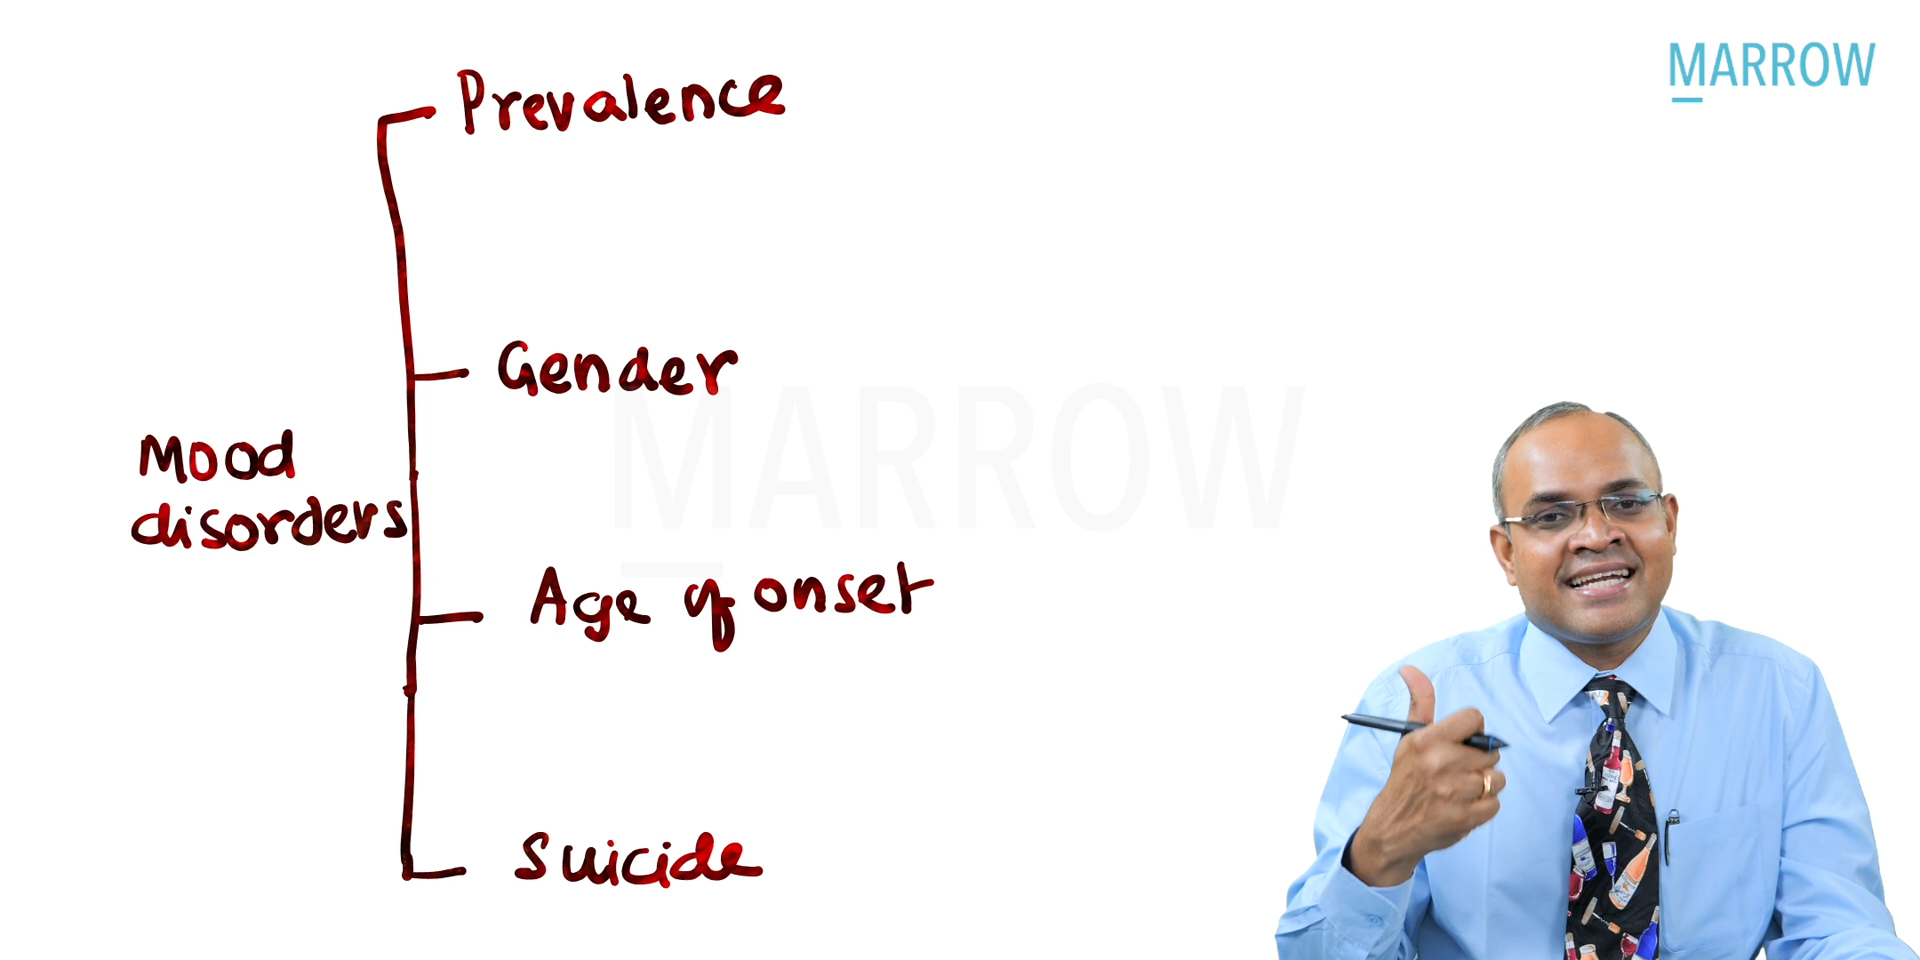 MARROW
Prevalence
Gender
MARROW
Mood
disorders
Age of onset
Suicide